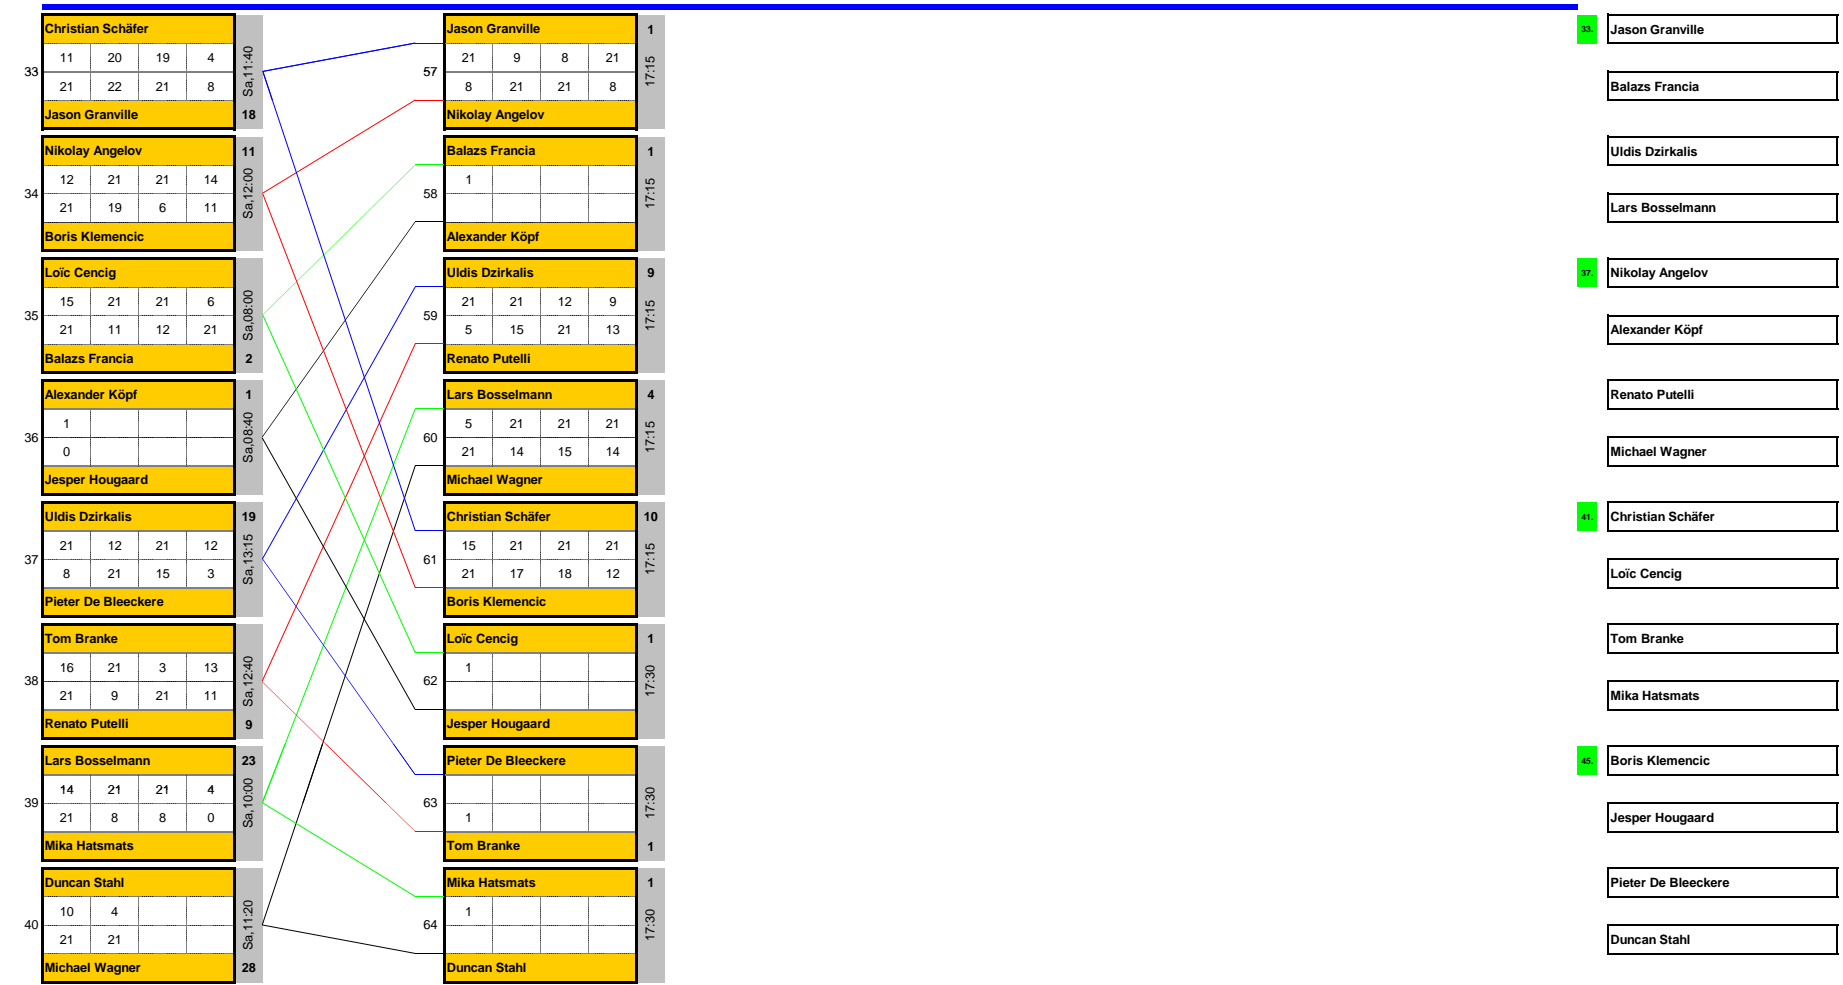 Christian Schäfer
33
11 20 19 4
21 22 21 8
Sa,11:40
Jason Granville 18
Nikolay Angelov 11
34
12 21 21 14
21 19 6 11
Sa,12:00
Boris Klemencic
Loïc Cencig
35
15 21 21 6
21 11 12 21
Sa,08:00
Balazs Francia 2
Alexander Köpf 1
36
1
0
Sa,08:40
Jesper Hougaard
Uldis Dzirkalis 19
37
21 12 21 12
8 21 15 3
Sa,13:15
Pieter De Bleeckere
Tom Branke
38
16 21 3 13
21 9 21 11
Sa,12:40
Renato Putelli 9
Lars Bosselmann 23
39
14 21 21 4
21 8 8 0
Sa,10:00
Mika Hatsmats
Duncan Stahl
40
10 4
21 21
Sa,11:20
Michael Wagner 28
Jason Granville 1
57
21 9 8 21
8 21 21 8
17:15
Nikolay Angelov
Balazs Francia 1
58
1
17:15
Alexander Köpf
Uldis Dzirkalis 9
59
21 21 12 9
5 15 21 13
17:15
Renato Putelli
Lars Bosselmann 4
60
5 21 21 21
21 14 15 14
17:15
Michael Wagner
Christian Schäfer 10
61
15 21 21 21
21 17 18 12
17:15
Boris Klemencic
Loïc Cencig 1
62
1
17:30
Jesper Hougaard
Pieter De Bleeckere
63
1
17:30
Tom Branke 1
Mika Hatsmats 1
64
1
17:30
Duncan Stahl
33. Jason Granville
Balazs Francia
Uldis Dzirkalis
Lars Bosselmann
37. Nikolay Angelov
Alexander Köpf
Renato Putelli
Michael Wagner
41. Christian Schäfer
Loïc Cencig
Tom Branke
Mika Hatsmats
45. Boris Klemencic
Jesper Hougaard
Pieter De Bleeckere
Duncan Stahl